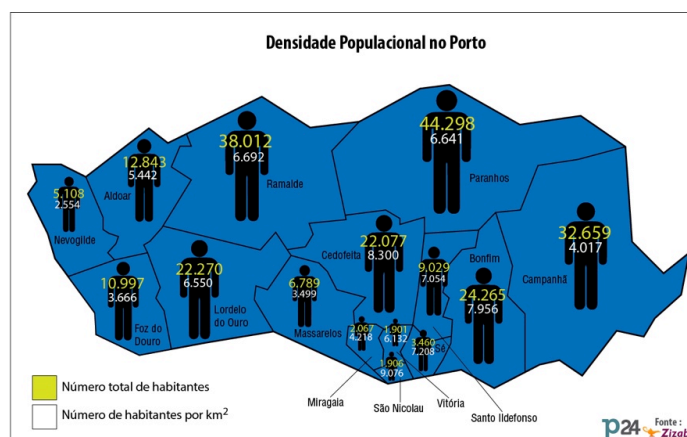 Densidade Populacional no Porto
44.298
6.641
Paranhos
38.012
6.692
Ramalde
12.843
5.442
Aldoar
5.108
2.554
Nevogilde
32.659
4.017
Campanhã
Cedofeita
22.077
8.300
9.029
7.054
Bonfim
24.265
7.956
22.270
6.550
Lordelo
do Ouro
10.997
3.666
Foz do
Douro
6.789
3.499
Massarelos
2.067
4.218
1.901
6.132
3.460
7.208
Sé
1.906
9.076
Miragaia
São Nicolau
Vitória
Santo Ildefonso
Número total de habitantes
Número de habitantes por km²
p24
Fonte :
Zizab